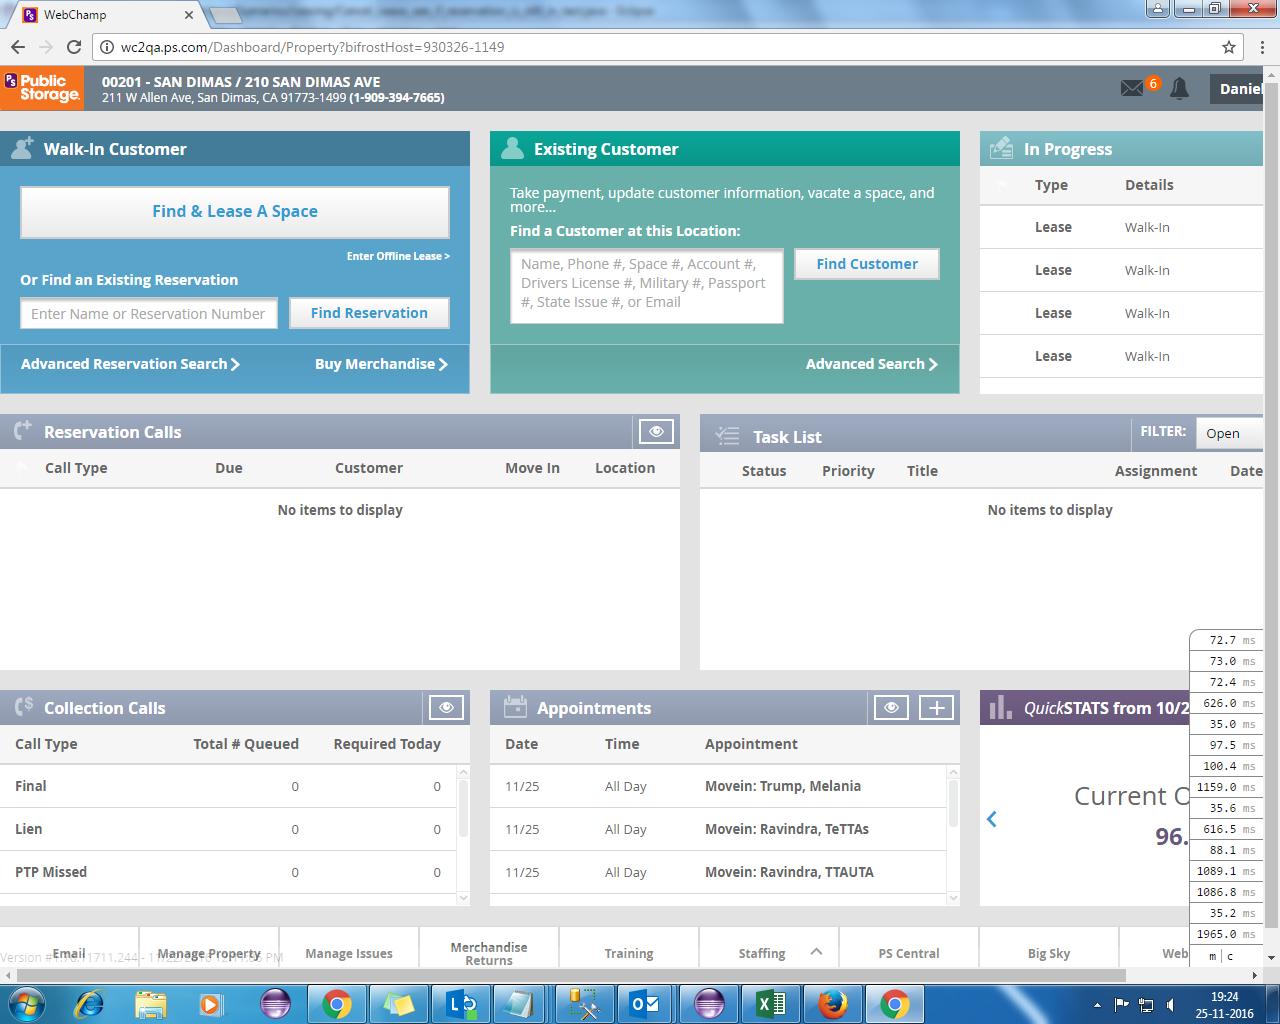 WebChamp
wc2qa.ps.com/Dashboard/Property?bifrostHost=930326-1149
PS Public Storage.
00201 - SAN DIMAS / 210 SAN DIMAS AVE
211 W Allen Ave, San Dimas, CA 91773-1499 (1-909-394-7665)
6
Daniel
Walk-In Customer
Find & Lease A Space
Enter Offline Lease >
Or Find an Existing Reservation
Enter Name or Reservation Number
Find Reservation
Advanced Reservation Search
Buy Merchandise
Existing Customer
Take payment, update customer information, vacate a space, and
more...
Find a Customer at this Location:
Name, Phone #, Space #, Account #,
Drivers License #, Military #, Passport
#, State Issue #, or Email
Find Customer
Advanced Search
In Progress
Type Details
Lease Walk-In
Lease Walk-In
Lease Walk-In
Lease Walk-In
Reservation Calls
Call Type Due Customer Move In Location
No items to display
Task List
FILTER: Open
Status Priority Title Assignment Date
No items to display
Collection Calls
Call Type Total # Queued Required Today
Final 0 0
Lien 0 0
PTP Missed 0 0
Appointments
Date Time Appointment
11/25 All Day Movein: Trump, Melania
11/25 All Day Movein: Ravindra, TeTTAs
11/25 All Day Movein: Ravindra, TTAUTA
QuickSTATS from 10/2
Current O
96.
72.7 ms
73.0 ms
72.4 ms
626.0 ms
35.0 ms
97.5 ms
100.4 ms
1159.0 ms
35.6 ms
616.5 ms
88.1 ms
1089.1 ms
1086.8 ms
35.2 ms
1965.0 ms
m | c
Email
Manage Property
Manage Issues
Merchandise
Returns
Training
Staffing
PS Central
Big Sky
Web
19:24
25-11-2016